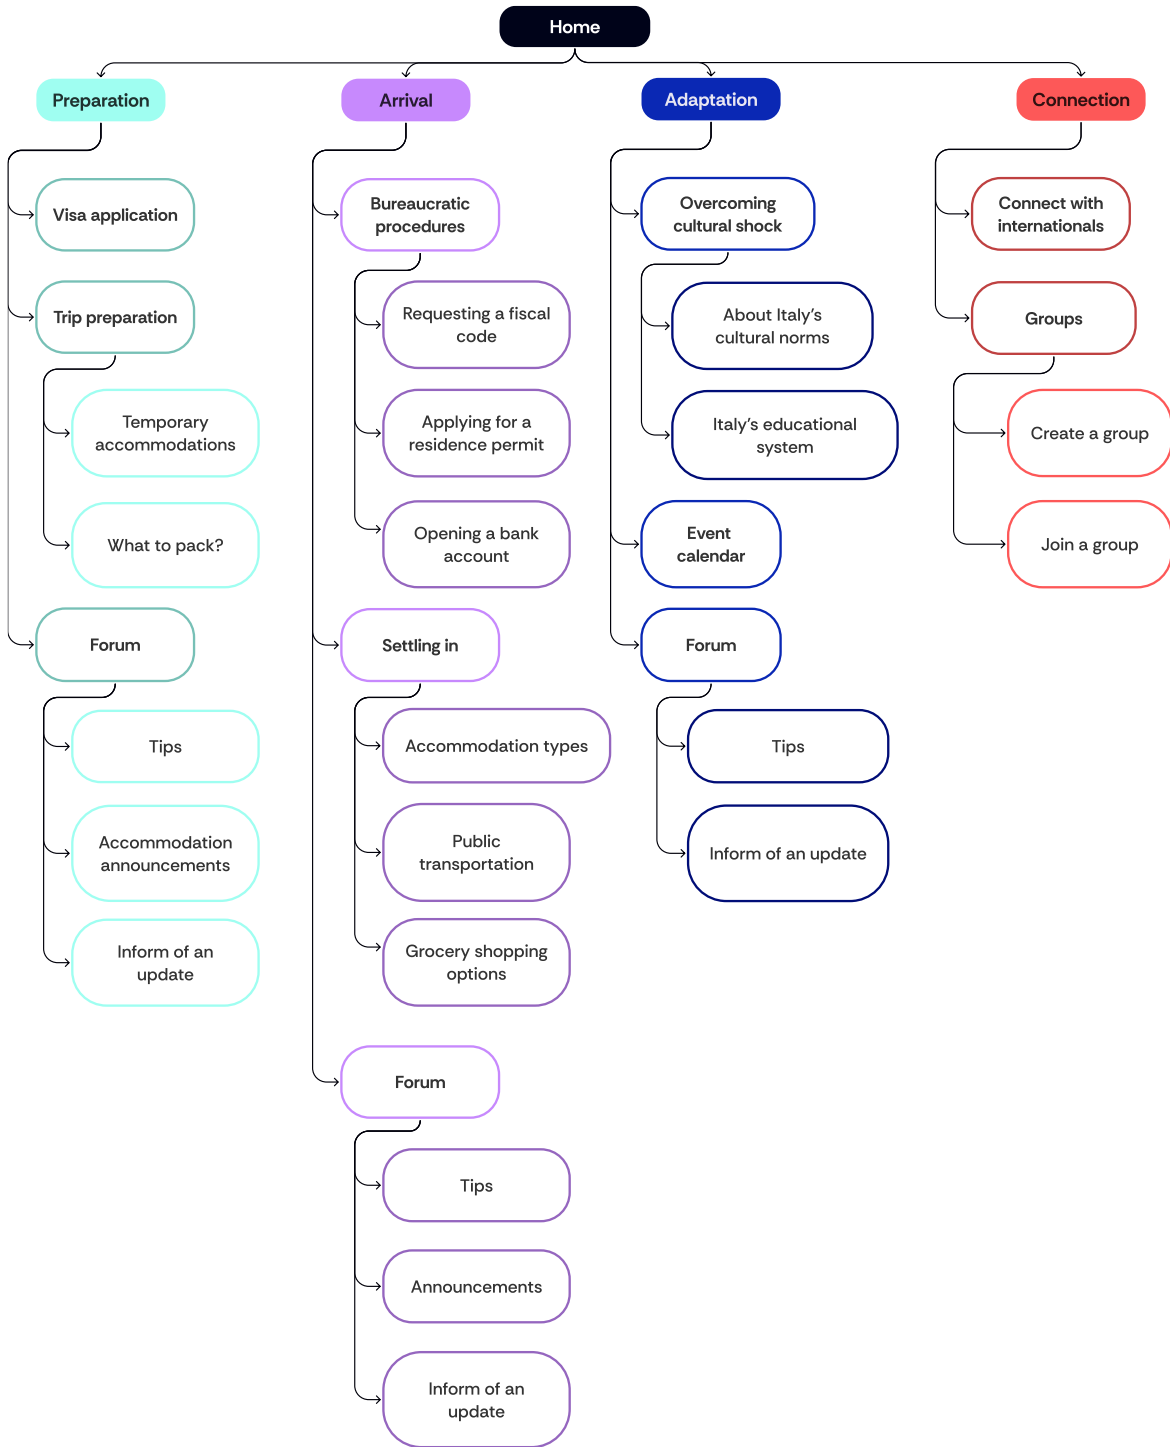 Home
Preparation
Visa application
Trip preparation
Temporary
accommodations
What to pack?
Forum
Tips
Accommodation
announcements
Inform of an
update
Arrival
Bureaucratic
procedures
Requesting a fiscal
code
Applying for a
residence permit
Opening a bank
account
Settling in
Accommodation types
Public
transportation
Grocery shopping
options
Forum
Tips
Announcements
Inform of an
update
Adaptation
Overcoming
cultural shock
About Italy's
cultural norms
Italy's educational
system
Event
calendar
Forum
Tips
Inform of an update
Connection
Connect with
internationals
Groups
Create a group
Join a group